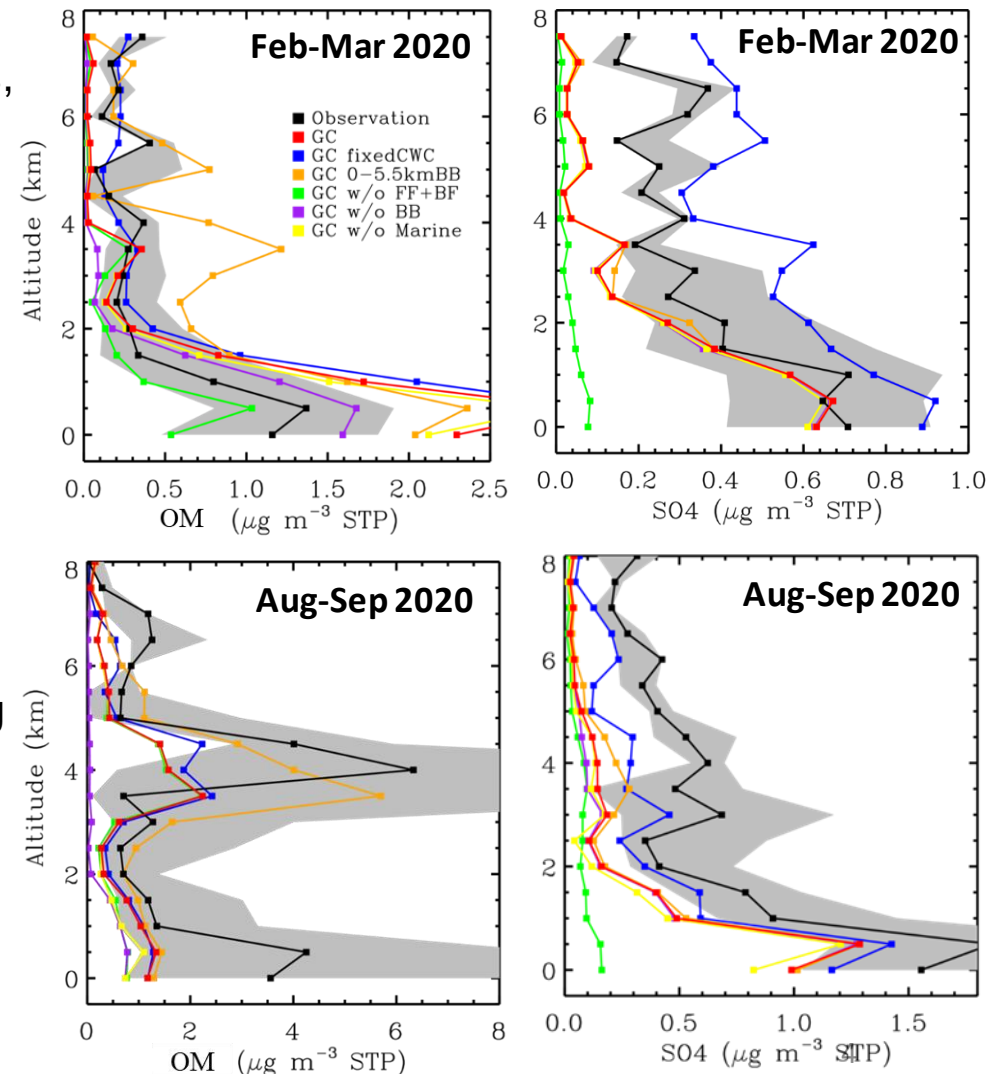 ,
8
6
4
2
0
Altitude (km)
Feb-Mar 2020
Observation
GC
GC fixedCWC
GC 0-5.5kmBB
GC w/o FF+BF
GC w/o BB
GC w/o Marine
0.0 0.5 1.0 1.5 2.0 2.5
OM (μg m⁻³ STP)
8
6
4
2
0
Feb-Mar 2020
0.2 0.4 0.6 0.8 1.0
SO4 (μg m⁻³ STP)
8
6
4
2
0
Altitude (km)
Aug-Sep 2020
0 2 4 6 8
OM (μg m⁻³ STP)
8
6
4
2
0
Aug-Sep 2020
0.0 0.5 1.0 1.5
SO4 (μg m⁻³ STP)